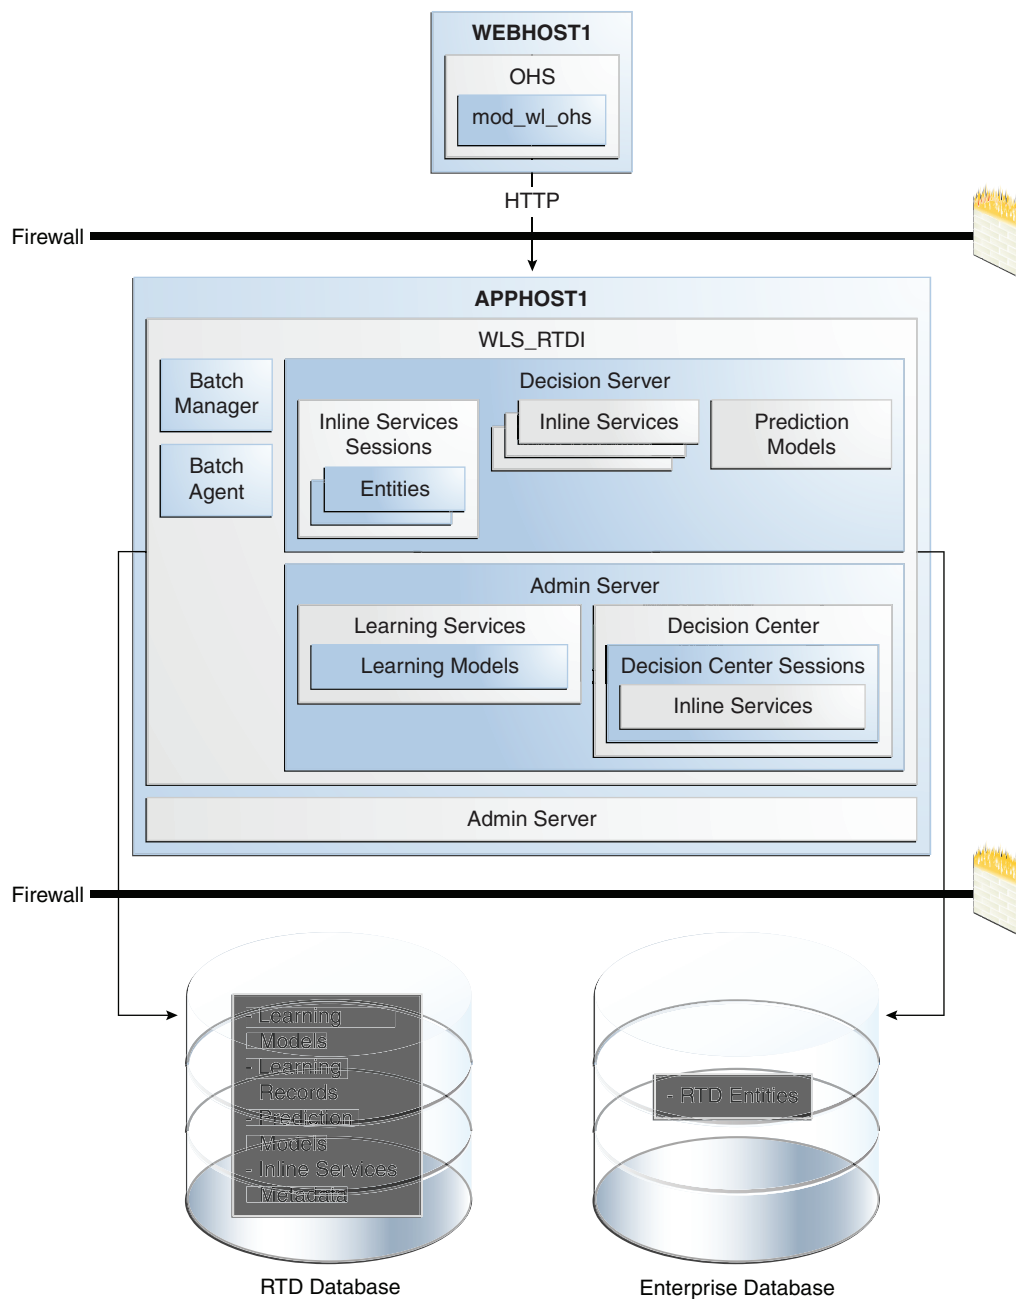 WEBHOST1
OHS
mod_wl_ohs
HTTP
Firewall
APPHOST1
WLS_RTDI
Batch
Manager
Batch
Agent
Decision Server
Inline Services
Sessions
Entities
Inline Services
Prediction
Models
Admin Server
Learning Services
Learning Models
Decision Center
Decision Center Sessions
Inline Services
Admin Server
Firewall
- Learning
Models
- Learning
Records
- Prediction
Models
- Inline Services
Metadata
- RTD Entities
RTD Database
Enterprise Database